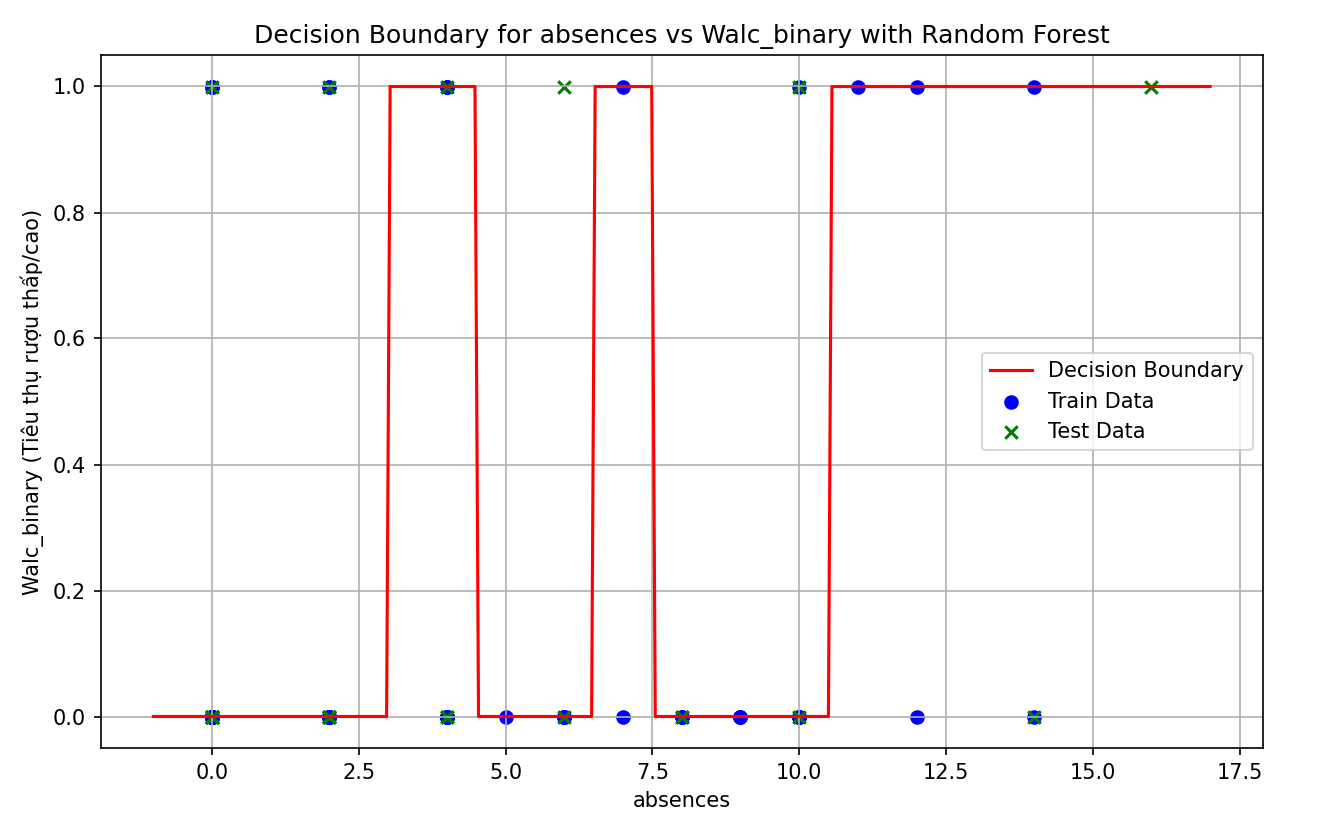 Decision Boundary for absences vs Walc_binary with Random Forest
Walc_binary (Tiêu thụ rượu thấp/cao)
1.0
0.8
0.6
0.4
0.2
0.0
Decision Boundary
Train Data
Test Data
0.0 2.5 5.0 7.5 10.0 12.5 15.0 17.5
absences